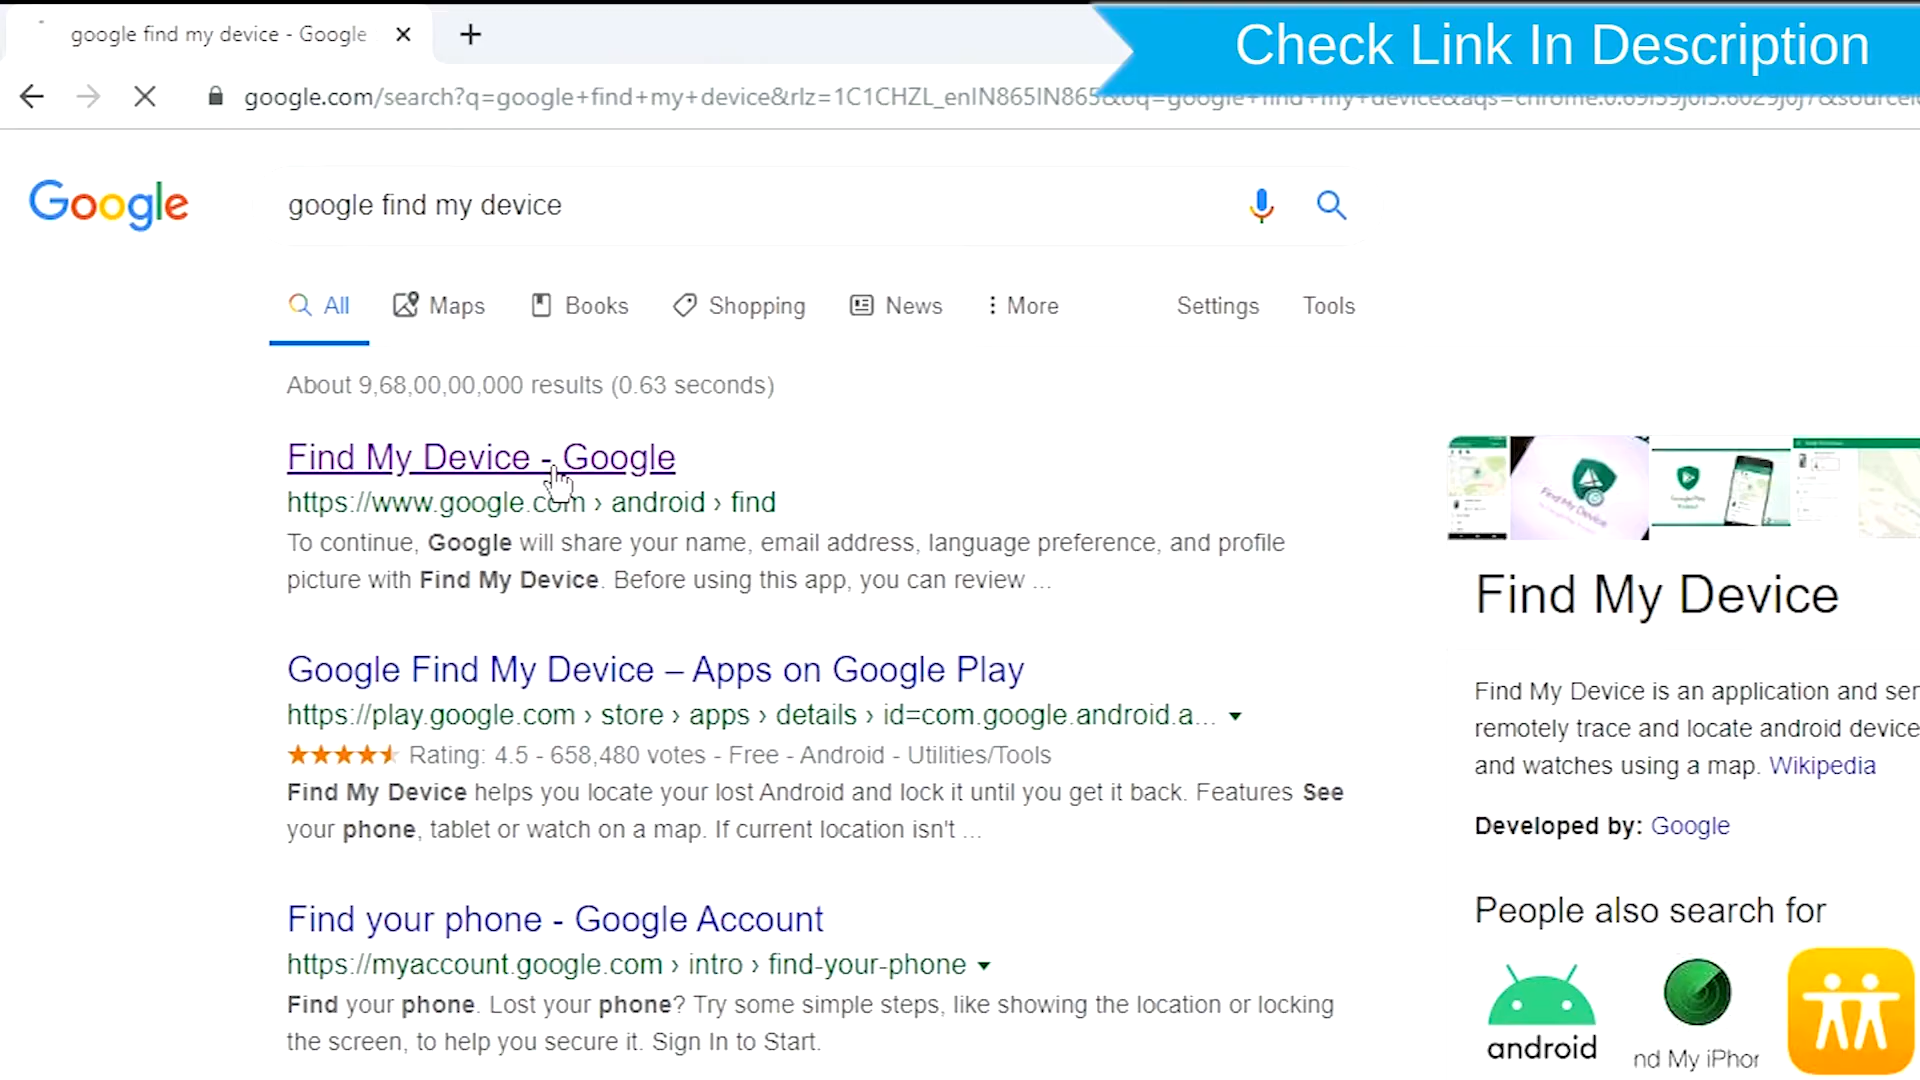 google find my device - Google
Check Link In Description
google.com/search?q=google+find+my+device&rlz=1C1CHZL_enIN865IN865&oq=google+find+my+device&aqs=chrome
Google
google find my device
All Maps Books Shopping News More Settings Tools
About 9,68,00,00,000 results (0.63 seconds)
Find My Device - Google
https://www.google.com › android › find
To continue, Google will share your name, email address, language preference, and profile
picture with Find My Device. Before using this app, you can review ...
Google Find My Device – Apps on Google Play
https://play.google.com › store › apps › details › id=com.google.android.a...
Rating: 4.5 - 658,480 votes - Free - Android - Utilities/Tools
Find My Device helps you locate your lost Android and lock it until you get it back. Features See
your phone, tablet or watch on a map. If current location isn't ...
Find your phone - Google Account
https://myaccount.google.com › intro › find-your-phone
Find your phone. Lost your phone? Try some simple steps, like showing the location or locking
the screen, to help you secure it. Sign In to Start.
Find My Device
Find My Device is an application and ser
remotely trace and locate android device
and watches using a map. Wikipedia
Developed by: Google
People also search for
android
nd My iPhor